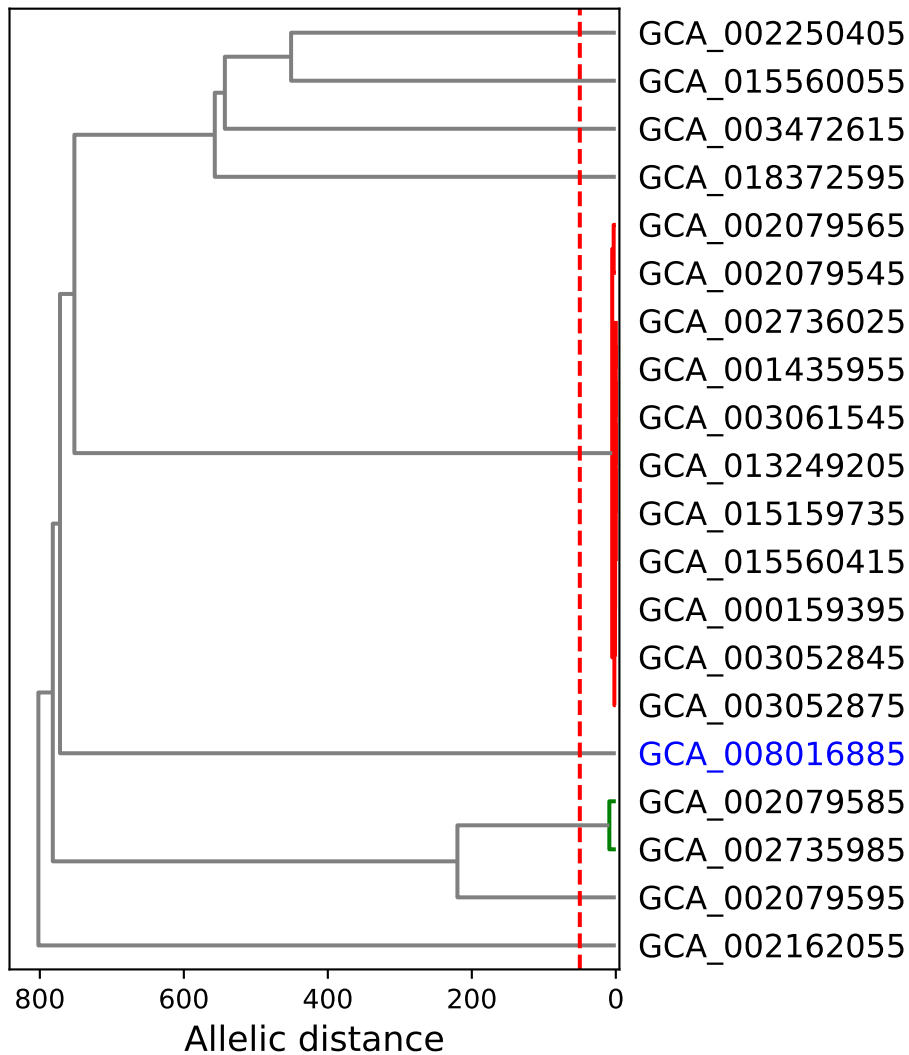 GCA_002250405
GCA_015560055
GCA_003472615
GCA_018372595
GCA_002079565
GCA_002079545
GCA_002736025
GCA_001435955
GCA_003061545
GCA_013249205
GCA_015159735
GCA_015560415
GCA_000159395
GCA_003052845
GCA_003052875
GCA_008016885
GCA_002079585
GCA_002735985
GCA_002079595
GCA_002162055
800 600 400 200 0
Allelic distance